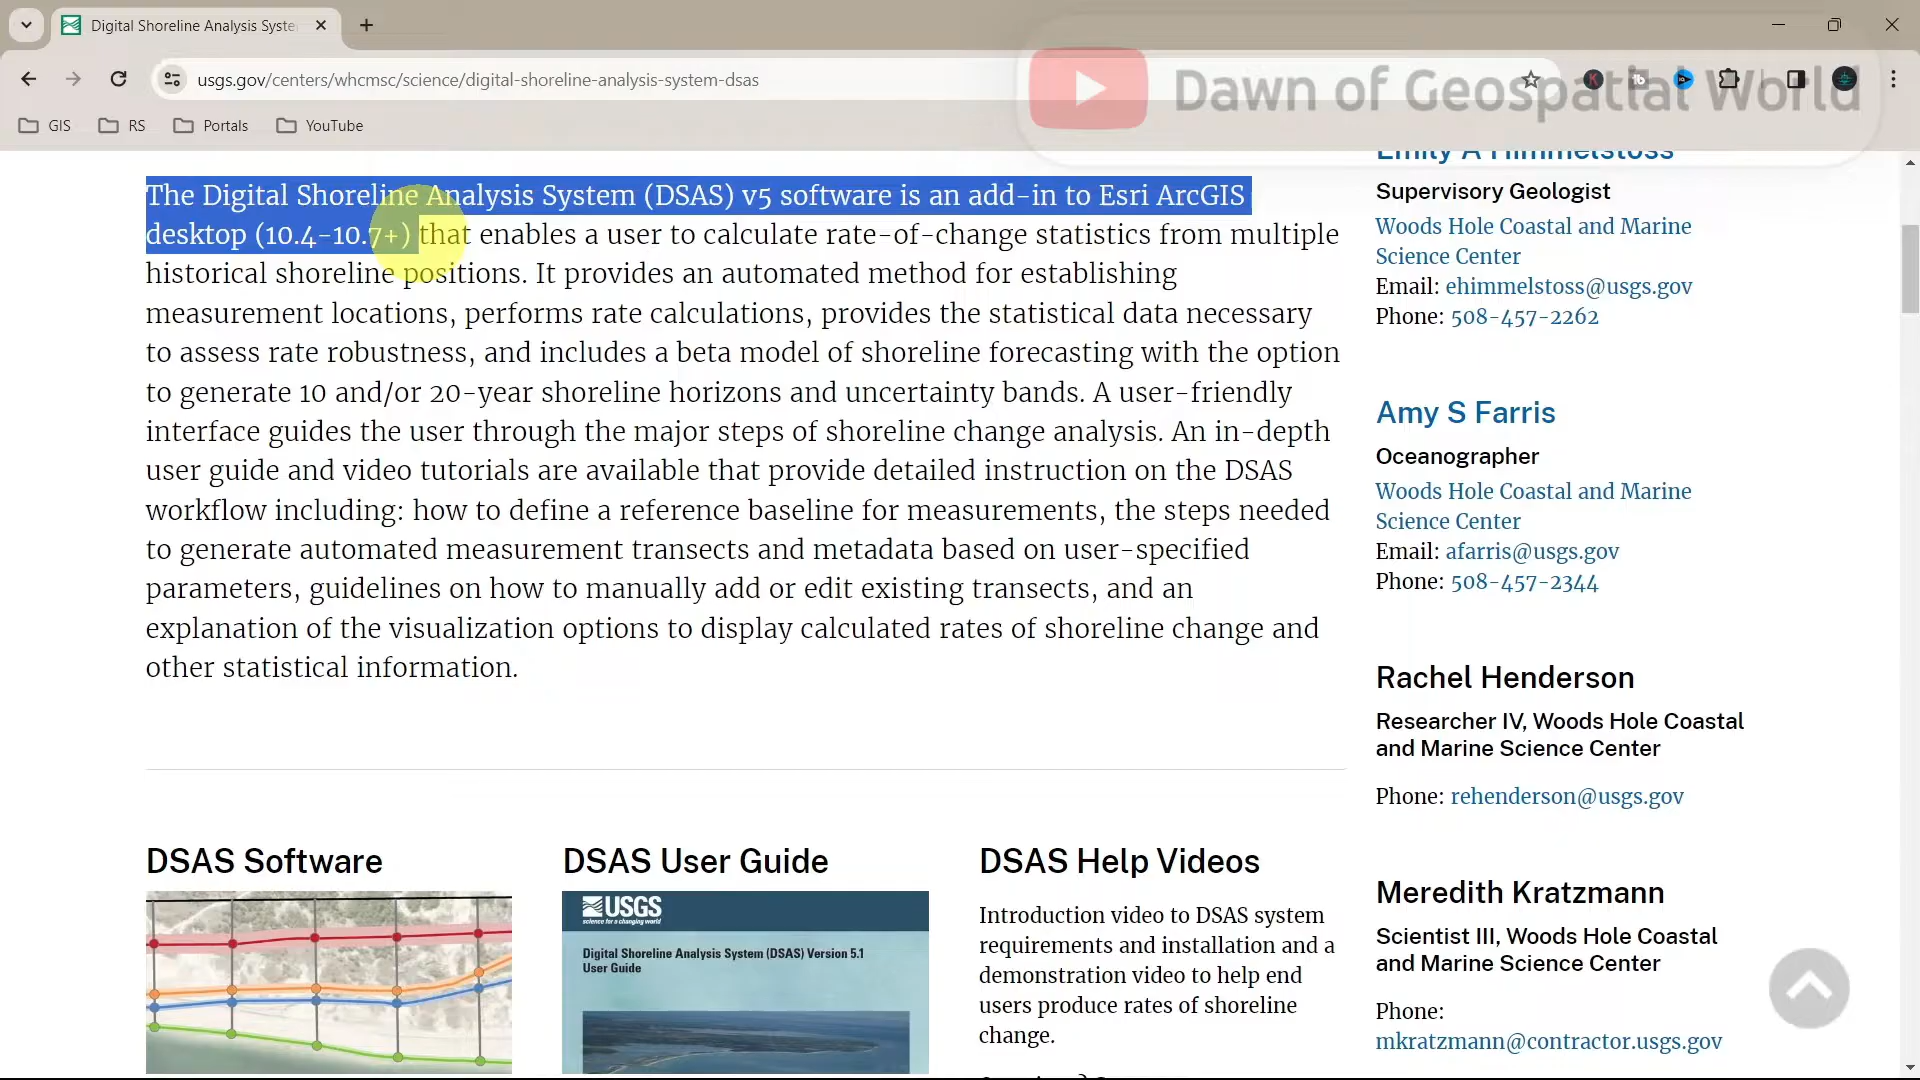 Digital Shoreline Analysis Syste
usgs.gov/centers/whcmsc/science/digital-shoreline-analysis-system-dsas
Dawn of Geospatial World
GIS
RS
Portals
YouTube
The Digital Shoreline Analysis System (DSAS) v5 software is an add-in to Esri ArcGIS
desktop (10.4-10.7+) that enables a user to calculate rate-of-change statistics from multiple
historical shoreline positions. It provides an automated method for establishing
measurement locations, performs rate calculations, provides the statistical data necessary
to assess rate robustness, and includes a beta model of shoreline forecasting with the option
to generate 10 and/or 20-year shoreline horizons and uncertainty bands. A user-friendly
interface guides the user through the major steps of shoreline change analysis. An in-depth
user guide and video tutorials are available that provide detailed instruction on the DSAS
workflow including: how to define a reference baseline for measurements, the steps needed
to generate automated measurement transects and metadata based on user-specified
parameters, guidelines on how to manually add or edit existing transects, and an
explanation of the visualization options to display calculated rates of shoreline change and
other statistical information.
Emily A Himmelstoss
Supervisory Geologist
Woods Hole Coastal and Marine
Science Center
Email: ehimmelstoss@usgs.gov
Phone: 508-457-2262
Amy S Farris
Oceanographer
Woods Hole Coastal and Marine
Science Center
Email: afarris@usgs.gov
Phone: 508-457-2344
Rachel Henderson
Researcher IV, Woods Hole Coastal
and Marine Science Center
Phone: rehenderson@usgs.gov
Meredith Kratzmann
Scientist III, Woods Hole Coastal
and Marine Science Center
Phone:
mkratzmann@contractor.usgs.gov
DSAS Software
DSAS User Guide
USGS
science for a changing world
Digital Shoreline Analysis System (DSAS) Version 5.1
User Guide
DSAS Help Videos
Introduction video to DSAS system
requirements and installation and a
demonstration video to help end
users produce rates of shoreline
change.